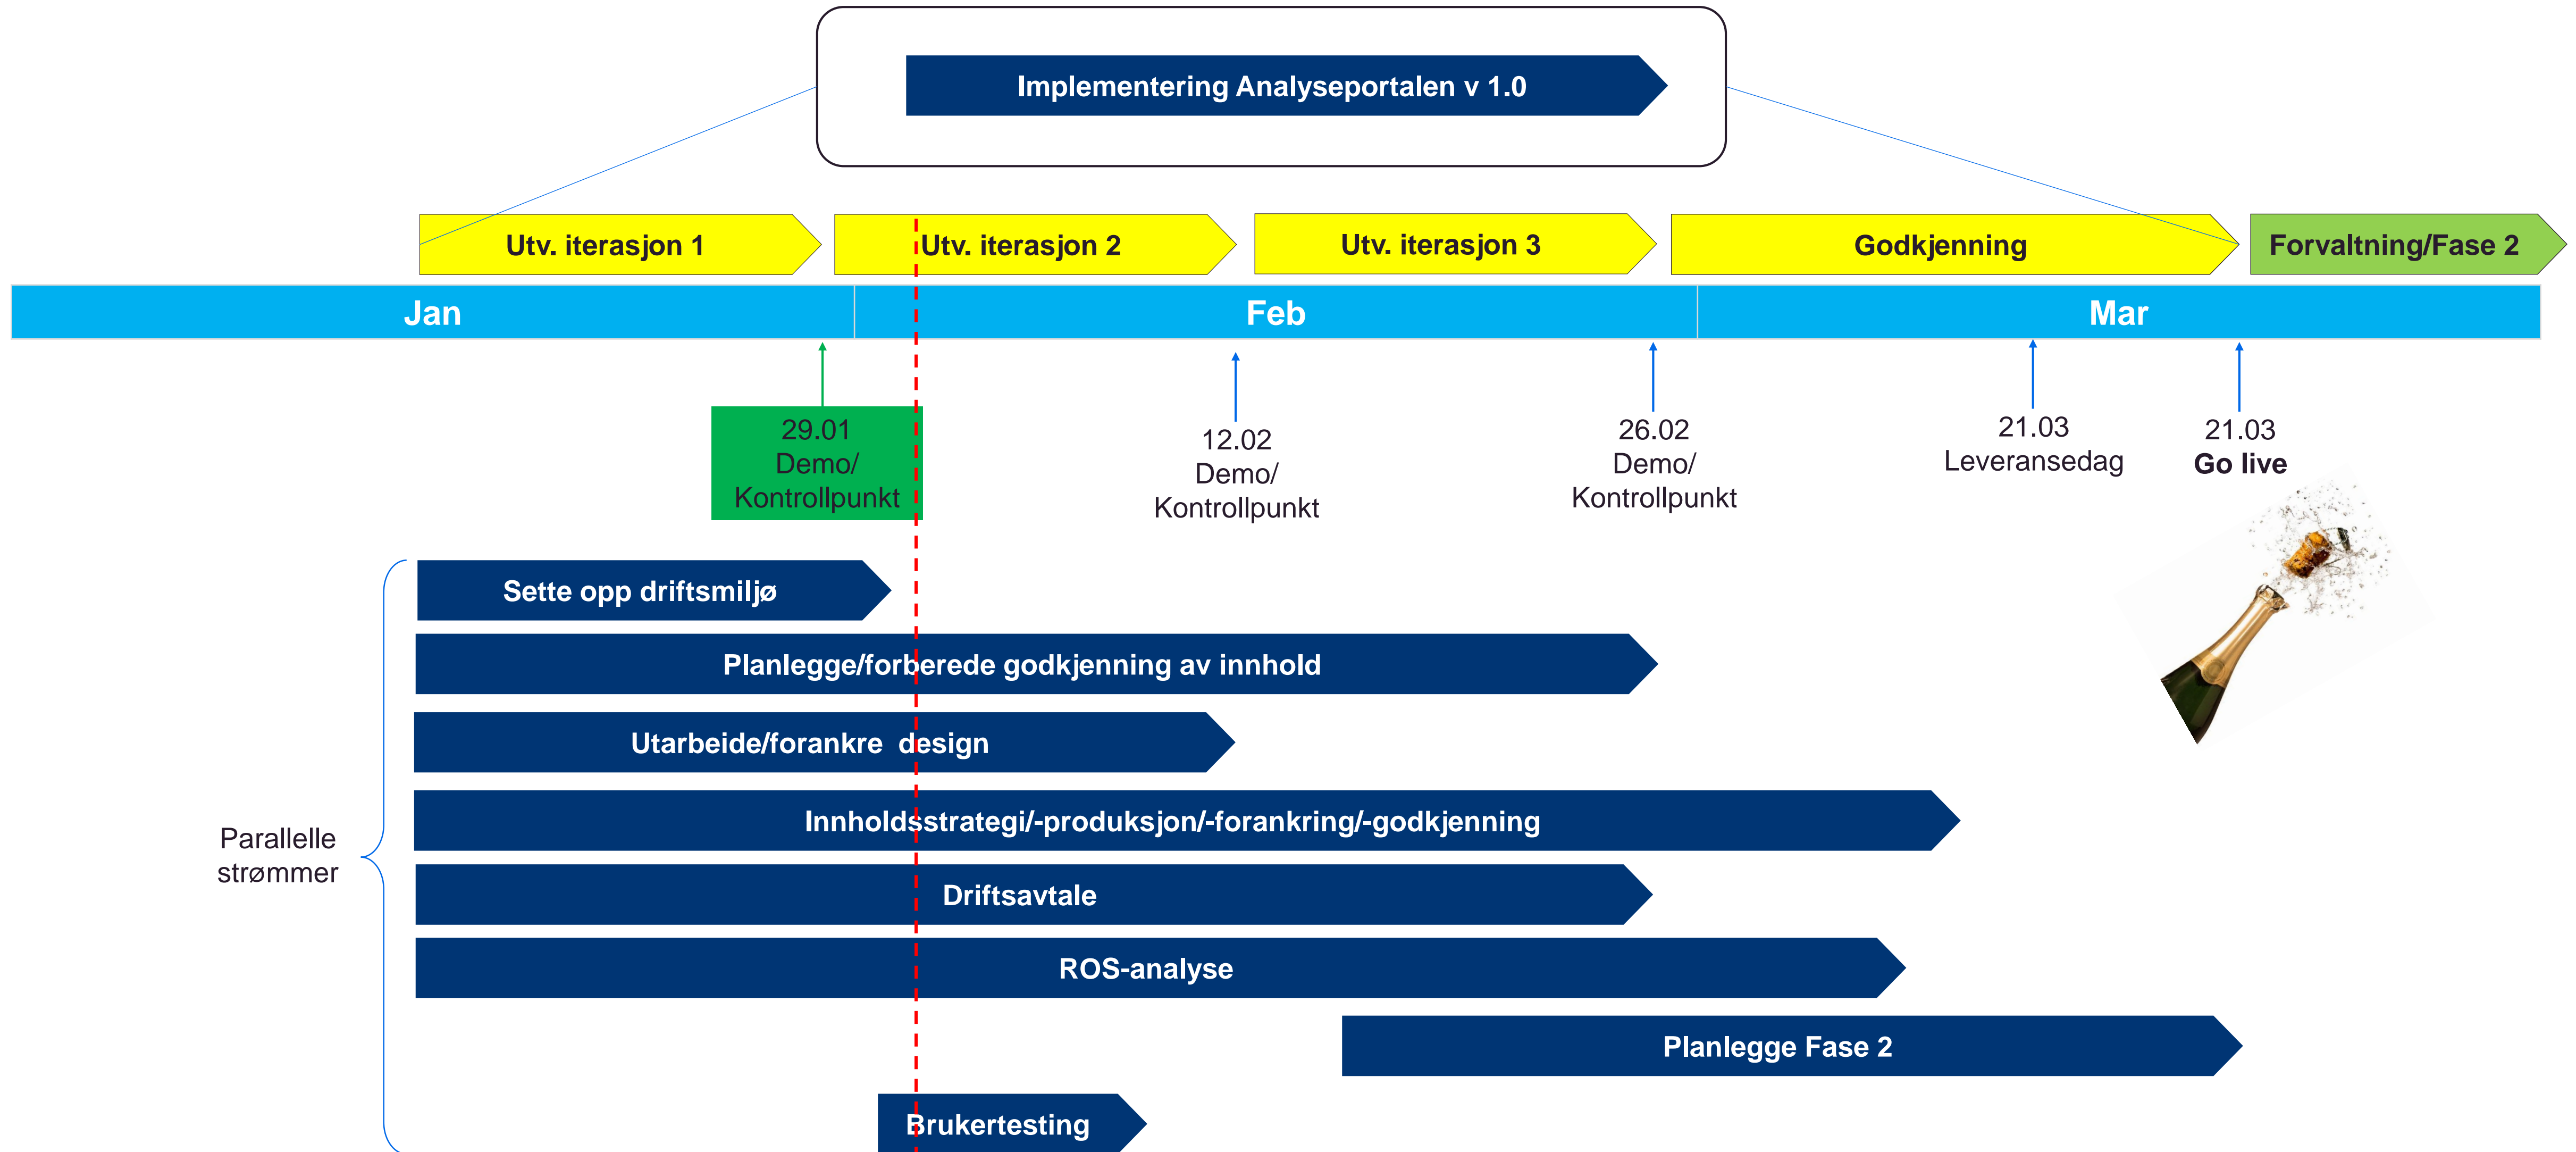 Implementering Analyseportalen v 1.0
Utv. iterasjon 1
Utv. iterasjon 2
Utv. iterasjon 3
Godkjenning
Forvaltning/Fase 2
Jan
Feb
Mar
29.01
Demo/
Kontrollpunkt
12.02
Demo/
Kontrollpunkt
26.02
Demo/
Kontrollpunkt
21.03
Leveransedag
21.03
Go live
Parallelle
strømmer
Sette opp driftsmiljø
Planlegge/forberede godkjenning av innhold
Utarbeide/forankre  design
Innholdsstrategi/-produksjon/-forankring/-godkjenning
Driftsavtale
ROS-analyse
Planlegge Fase 2
Brukertesting